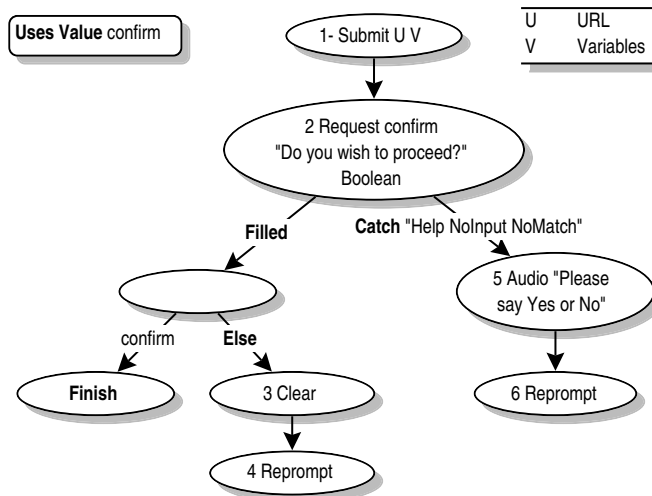 Uses Value confirm
1- Submit U V
U URL
V Variables
2 Request confirm
"Do you wish to proceed?"
Boolean
Filled
Catch "Help NoInput NoMatch"
5 Audio "Please
say Yes or No"
confirm
Else
Finish
3 Clear
6 Reprompt
4 Reprompt